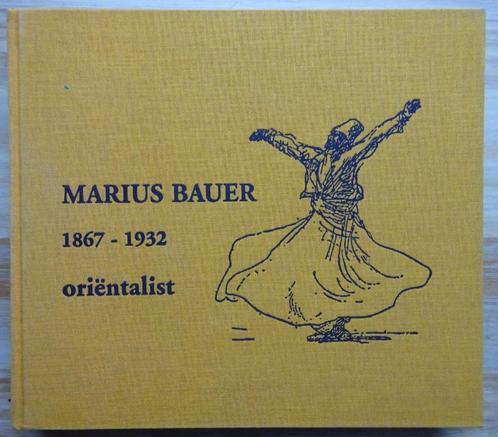 MARIUS BAUER
1867 - 1932
oriëntalist